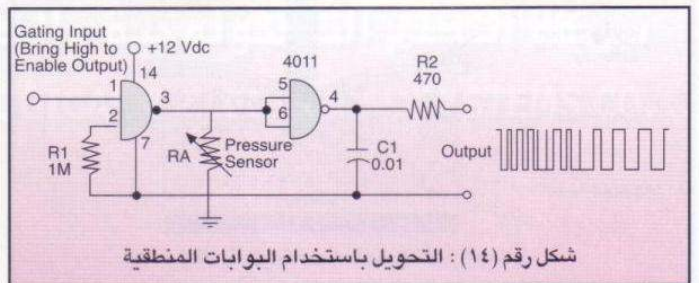 Gating Input
(Bring High to
Enable Output)
+12 Vdc
14
1
2
3
7
R1
1M
RA
Pressure
Sensor
4011
5
6
4
R2
470
C1
0.01
Output
شكل رقم (١٤) : التحويل باستخدام البوابات المنطقية